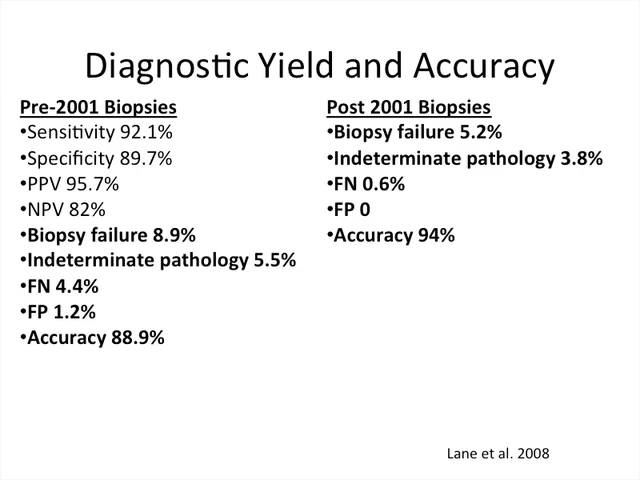 Diagnostic Yield and Accuracy
Pre-2001 Biopsies
•Sensitivity 92.1%
•Specificity 89.7%
•PPV 95.7%
•NPV 82%
•Biopsy failure 8.9%
•Indeterminate pathology 5.5%
•FN 4.4%
•FP 1.2%
•Accuracy 88.9%
Post 2001 Biopsies
•Biopsy failure 5.2%
•Indeterminate pathology 3.8%
•FN 0.6%
•FP 0
•Accuracy 94%
Lane et al. 2008